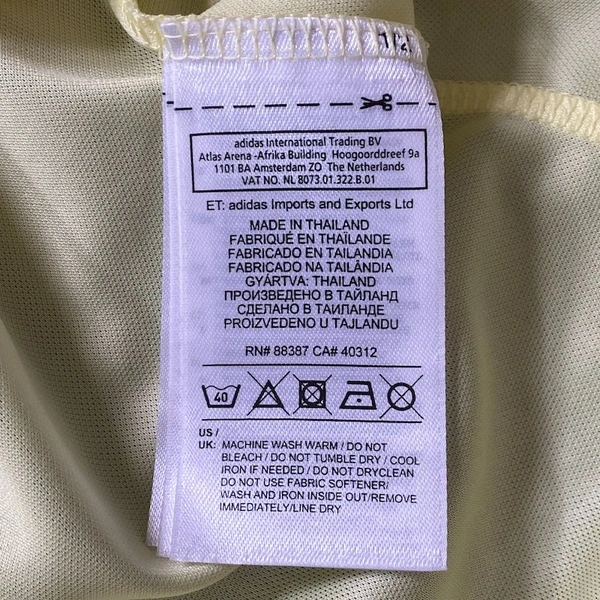 adidas International Trading BV
Atlas Arena -Afrika Building Hoogoorddreef 9a
1101 BA Amsterdam ZO The Netherlands
VAT NO. NL 8073.01.322.B.01
ET: adidas Imports and Exports Ltd
MADE IN THAILAND
FABRIQUÉ EN THAÏLANDE
FABRICADO EN TAILANDIA
FABRICADO NA TAILÂNDIA
GYÁRTVA: THAILAND
ПРОИЗВЕДЕНО В ТАЙЛАНД
СДЕЛАНО В ТАИЛАНДЕ
PROIZVEDENO U TAJLANDU
RN# 88387 CA# 40312
40
US /
UK: MACHINE WASH WARM / DO NOT
BLEACH / DO NOT TUMBLE DRY / COOL
IRON IF NEEDED / DO NOT DRYCLEAN
DO NOT USE FABRIC SOFTENER/
WASH AND IRON INSIDE OUT/REMOVE
IMMEDIATELY/LINE DRY